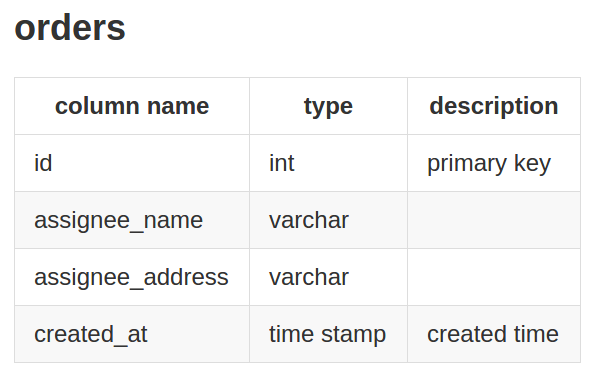 orders
column name type description
id int primary key
assignee_name varchar
assignee_address varchar
created_at time stamp created time